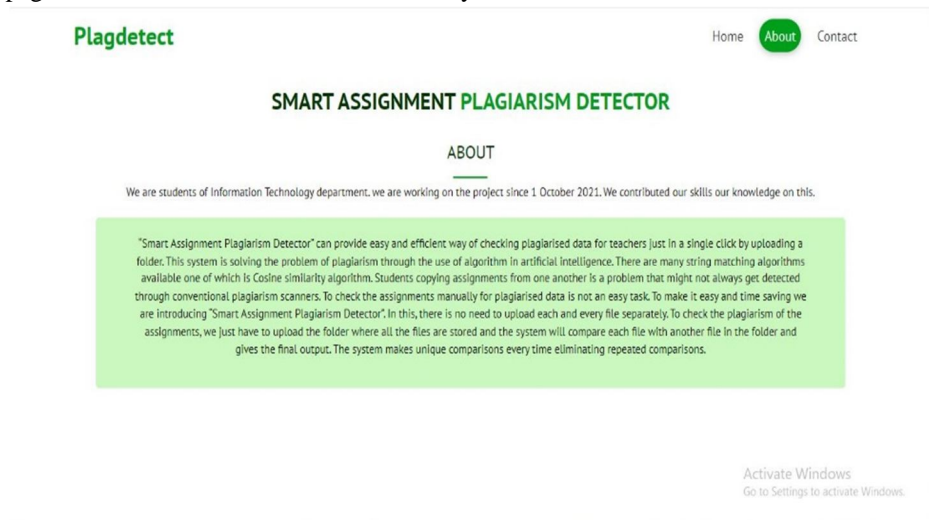 Plagdetect
Home About Contact
SMART ASSIGNMENT PLAGIARISM DETECTOR
ABOUT
We are students of Information Technology department. we are working on the project since 1 October 2021. We contributed our skills our knowledge on this.
"Smart Assignment Plagiarism Detector" can provide easy and efficient way of checking plagiarised data for teachers just in a single click by uploading a
folder. This system is solving the problem of plagiarism through the use of algorithm in artificial intelligence. There are many string matching algorithms
available one of which is Cosine similarity algorithm. Students copying assignments from one another is a problem that might not always get detected
through conventional plagiarism scanners. To check the assignments manually for plagiarised data is not an easy task. To make it easy and time saving we
are introducing "Smart Assignment Plagiarism Detector". In this, there is no need to upload each and every file separately. To check the plagiarism of the
assignments, we just have to upload the folder where all the files are stored and the system will compare each file with another file in the folder and
gives the final output. The system makes unique comparisons every time eliminating repeated comparisons.
Activate Windows
Go to Settings to activate Windows.